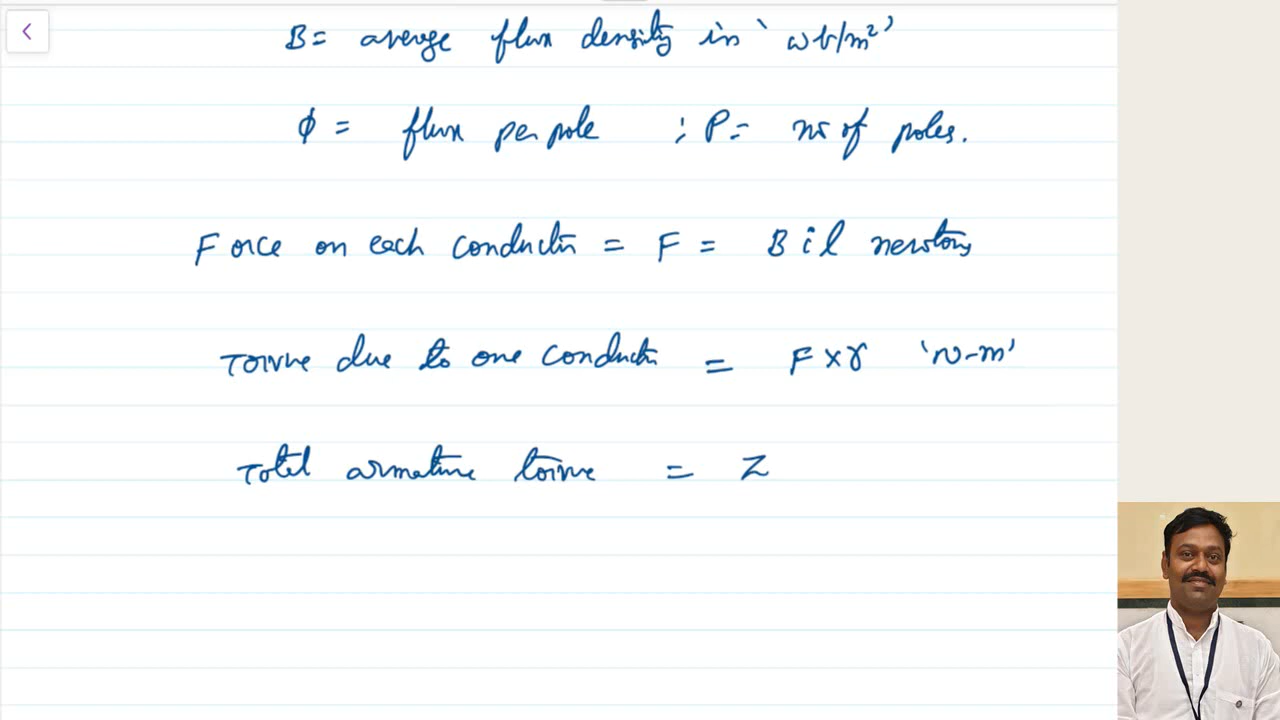 B = average flux density in 'wb/m²'
φ = flux per pole ; P = no of poles.
Force on each conductor = F = B i l newtons
Torque due to one conductor = F × r 'N-m'
Total armature torque = Z